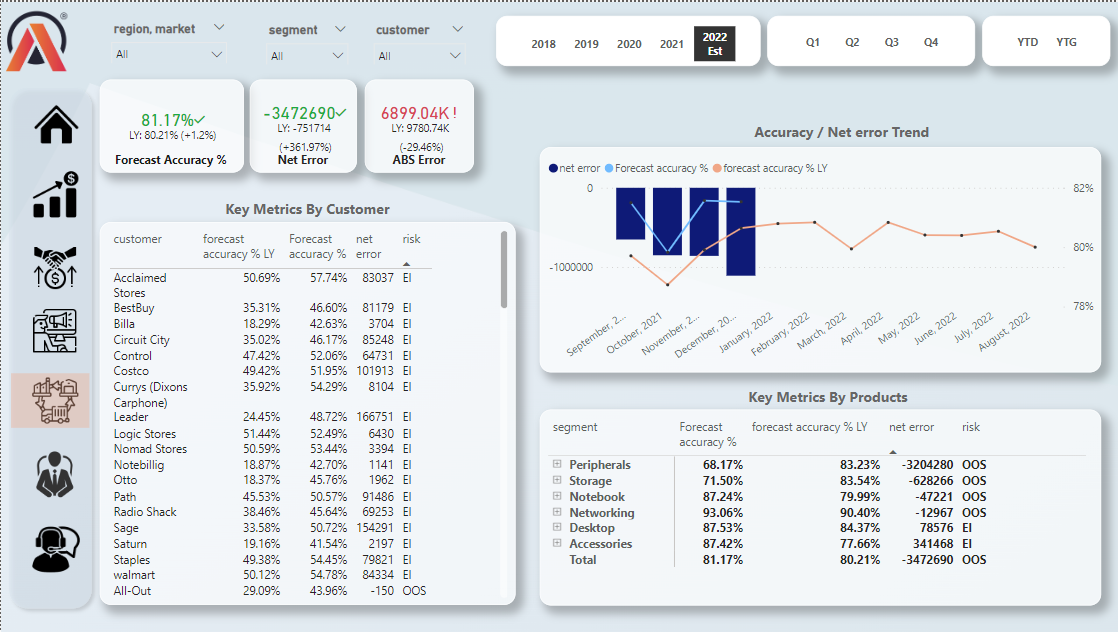 region, market
segment
customer
All
All
All
2018
2019
2020
2021
2022
Est
Q1
Q2
Q3
Q4
YTD
YTG
81.17%
LY: 80.21% (+1.2%)
Forecast Accuracy %
-3472690
LY: -751714
(+361.97%)
Net Error
6899.04K !
LY: 9780.74K
(-29.46%)
ABS Error
Key Metrics By Customer
customer
forecast accuracy % LY
Forecast accuracy %
net error
risk
Acclaimed Stores 50.69% 57.74% 83037 EI
BestBuy 35.31% 46.60% 81179 EI
Billa 18.29% 42.63% 3704 EI
Circuit City 35.02% 46.17% 85248 EI
Control 47.42% 52.06% 64731 EI
Costco 49.42% 51.95% 101913 EI
Currys (Dixons Carphone) 35.92% 54.29% 8104 EI
Leader 24.45% 48.72% 166751 EI
Logic Stores 51.44% 52.49% 6430 EI
Nomad Stores 50.59% 53.44% 3394 EI
Notebillig 18.87% 42.70% 1141 EI
Otto 18.37% 45.76% 1962 EI
Path 45.53% 50.57% 91486 EI
Radio Shack 38.46% 45.64% 69253 EI
Sage 33.58% 50.72% 154291 EI
Saturn 19.16% 41.54% 2197 EI
Staples 49.38% 54.45% 79821 EI
walmart 50.12% 54.78% 84334 EI
All-Out 29.09% 43.96% -150 OOS
Accuracy / Net error Trend
net error Forecast accuracy % forecast accuracy % LY
0
-1000000
82%
80%
78%
September, 2...
October, 2021
November, 2...
December, 20...
January, 2022
February, 2022
March, 2022
April, 2022
May, 2022
June, 2022
July, 2022
August, 2022
Key Metrics By Products
segment
Forecast accuracy %
forecast accuracy % LY
net error
risk
Peripherals 68.17% 83.23% -3204280 OOS
Storage 71.50% 83.54% -628266 OOS
Notebook 87.24% 79.99% -47221 OOS
Networking 93.06% 90.40% -12967 OOS
Desktop 87.53% 84.37% 78576 EI
Accessories 87.42% 77.66% 341468 EI
Total 81.17% 80.21% -3472690 OOS